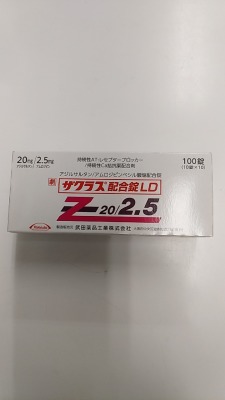 20mg/2.5mg
持続性AT₁レセプターブロッカー
/持続性Ca拮抗薬配合剤
100錠
(10錠×10)
アジルサルタン/アムロジピンベシル酸塩配合錠
ザクラス®配合錠LD
Z 20/2.5
武田薬品工業株式会社